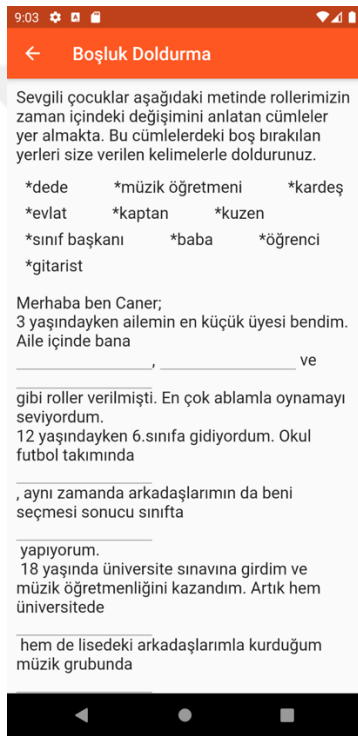 9:03
Boşluk Doldurma
Sevgili çocuklar aşağıdaki metinde rollerimizin
zaman içindeki değişimini anlatan cümleler
yer almakta. Bu cümlelerdeki boş bırakılan
yerleri size verilen kelimelerle doldurunuz.
*dede *müzik öğretmeni *kardeş
*evlat *kaptan *kuzen
*sınıf başkanı *baba *öğrenci
*gitarist
Merhaba ben Caner;
3 yaşındayken ailemin en küçük üyesi bendim.
Aile içinde bana
, ve
gibi roller verilmişti. En çok ablamla oynamayı
seviyordum.
12 yaşındayken 6.sınıfa gidiyordum. Okul
futbol takımında
, aynı zamanda arkadaşlarımın da beni
seçmesi sonucu sınıfta
yapıyorum.
18 yaşında üniversite sınavına girdim ve
müzik öğretmenliğini kazandım. Artık hem
üniversitede
hem de lisedeki arkadaşlarımla kurduğum
müzik grubunda